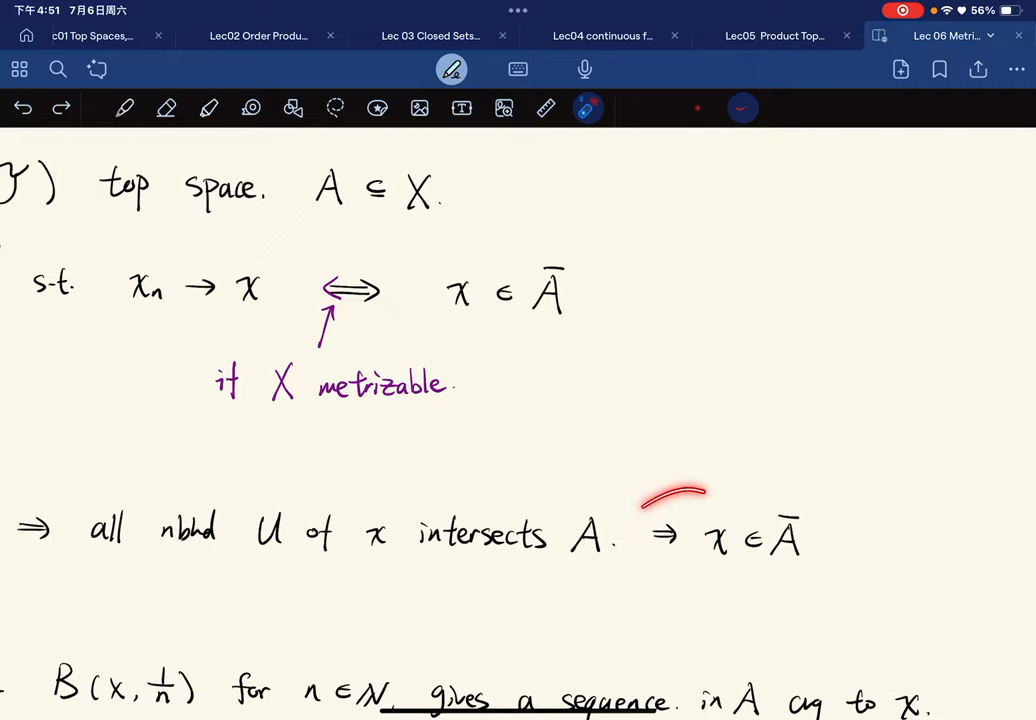 下午4:51 7月6日周六
56%
c01 Top Spaces,... Lec02 Order Produ... Lec 03 Closed Sets... Lec04 continuous f... Lec05 Product Top... Lec 06 Metri...
) top space. A ⊆ X.
s.t. xₙ → x ⟺ x ∈ Ā
if X metrizable.
⇒ all nbhd U of x intersects A. ⇒ x ∈ Ā
B(x, 1/n) for n ∈ N gives a sequence in A cvg to x.